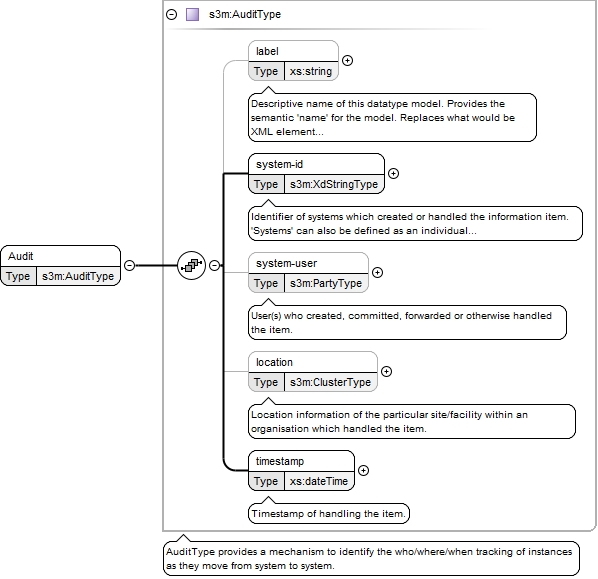 s3m:AuditType
label
Type xs:string
Descriptive name of this datatype model. Provides the
semantic 'name' for the model. Replaces what would be
XML element...
system-id
Type s3m:XdStringType
Identifier of systems which created or handled the information item.
'Systems' can also be defined as an individual...
Audit
Type s3m:AuditType
system-user
Type s3m:PartyType
User(s) who created, committed, forwarded or otherwise handled
the item.
location
Type s3m:ClusterType
Location information of the particular site/facility within an
organisation which handled the item.
timestamp
Type xs:dateTime
Timestamp of handling the item.
AuditType provides a mechanism to identify the who/where/when tracking of instances
as they move from system to system.